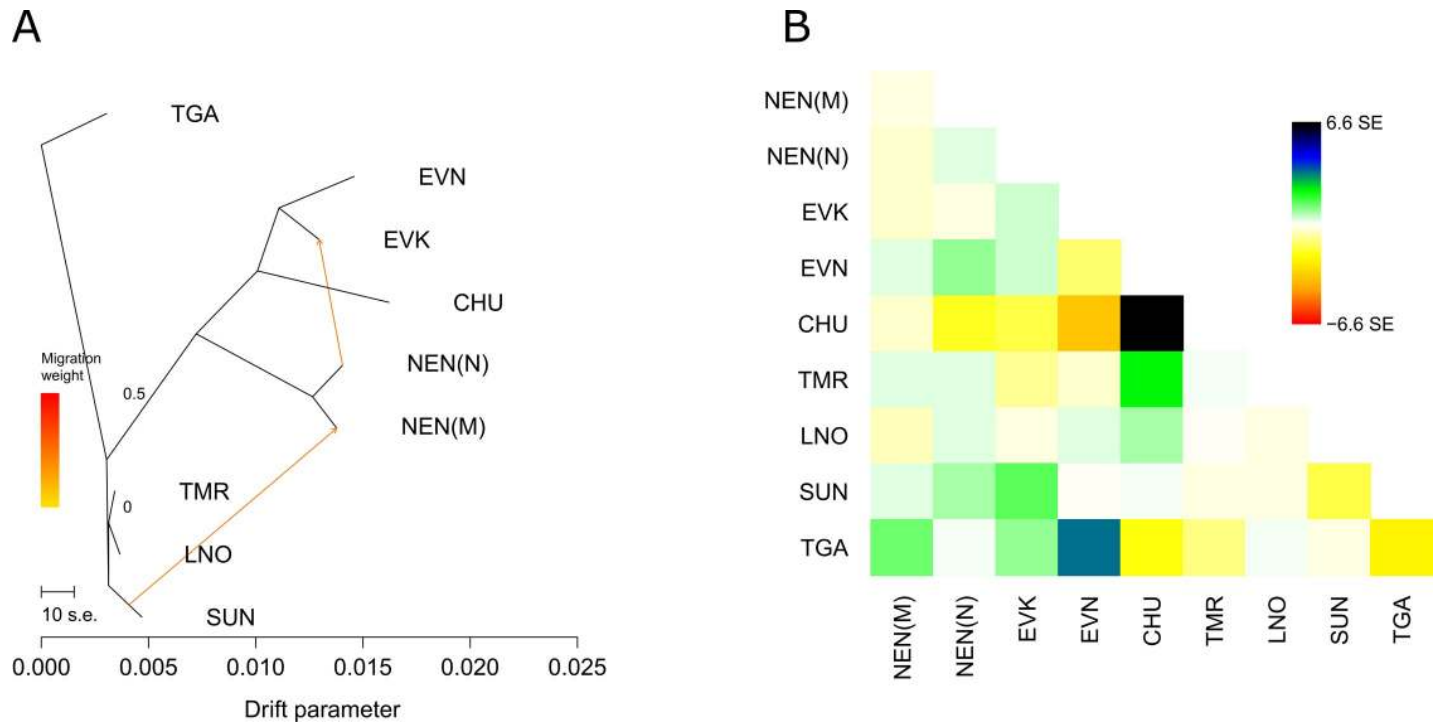 A
TGA
EVN
EVK
CHU
NEN(N)
NEN(M)
TMR
LNO
SUN
Migration
weight
0.5
0
10 s.e.
0.000 0.005 0.010 0.015 0.020 0.025
Drift parameter
B
NEN(M)
NEN(N)
EVK
EVN
CHU
TMR
LNO
SUN
TGA
6.6 SE
−6.6 SE
NEN(M) NEN(N) EVK EVN CHU TMR LNO SUN TGA